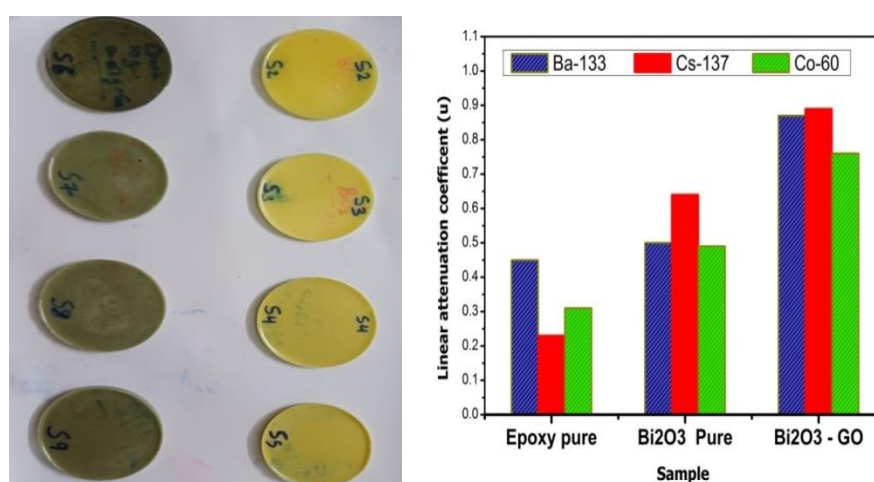 S6
S7
S8
S9
S2
S2
S3
S3
S4
S4
S5
Linear attenuation coefficent (u)
1.1
1.0
0.9
0.8
0.7
0.6
0.5
0.4
0.3
0.2
0.1
0.0
Ba-133 Cs-137 Co-60
Epoxy pure Bi2O3 Pure Bi2O3 - GO
Sample